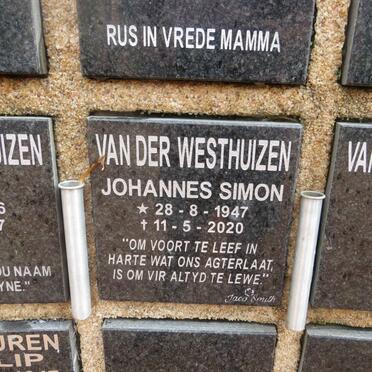 RUS IN VREDE MAMMA
IZEN
VAN DER WESTHUIZEN
VA
JOHANNES SIMON
★ 28 - 8 - 1947
✝ 11 - 5 - 2020
"OM VOORT TE LEEF IN
HARTE WAT ONS AGTERLAAT,
IS OM VIR ALTYD TE LEWE."
Jaco Smith
OU NAAM
YNE."
UREN
LIP